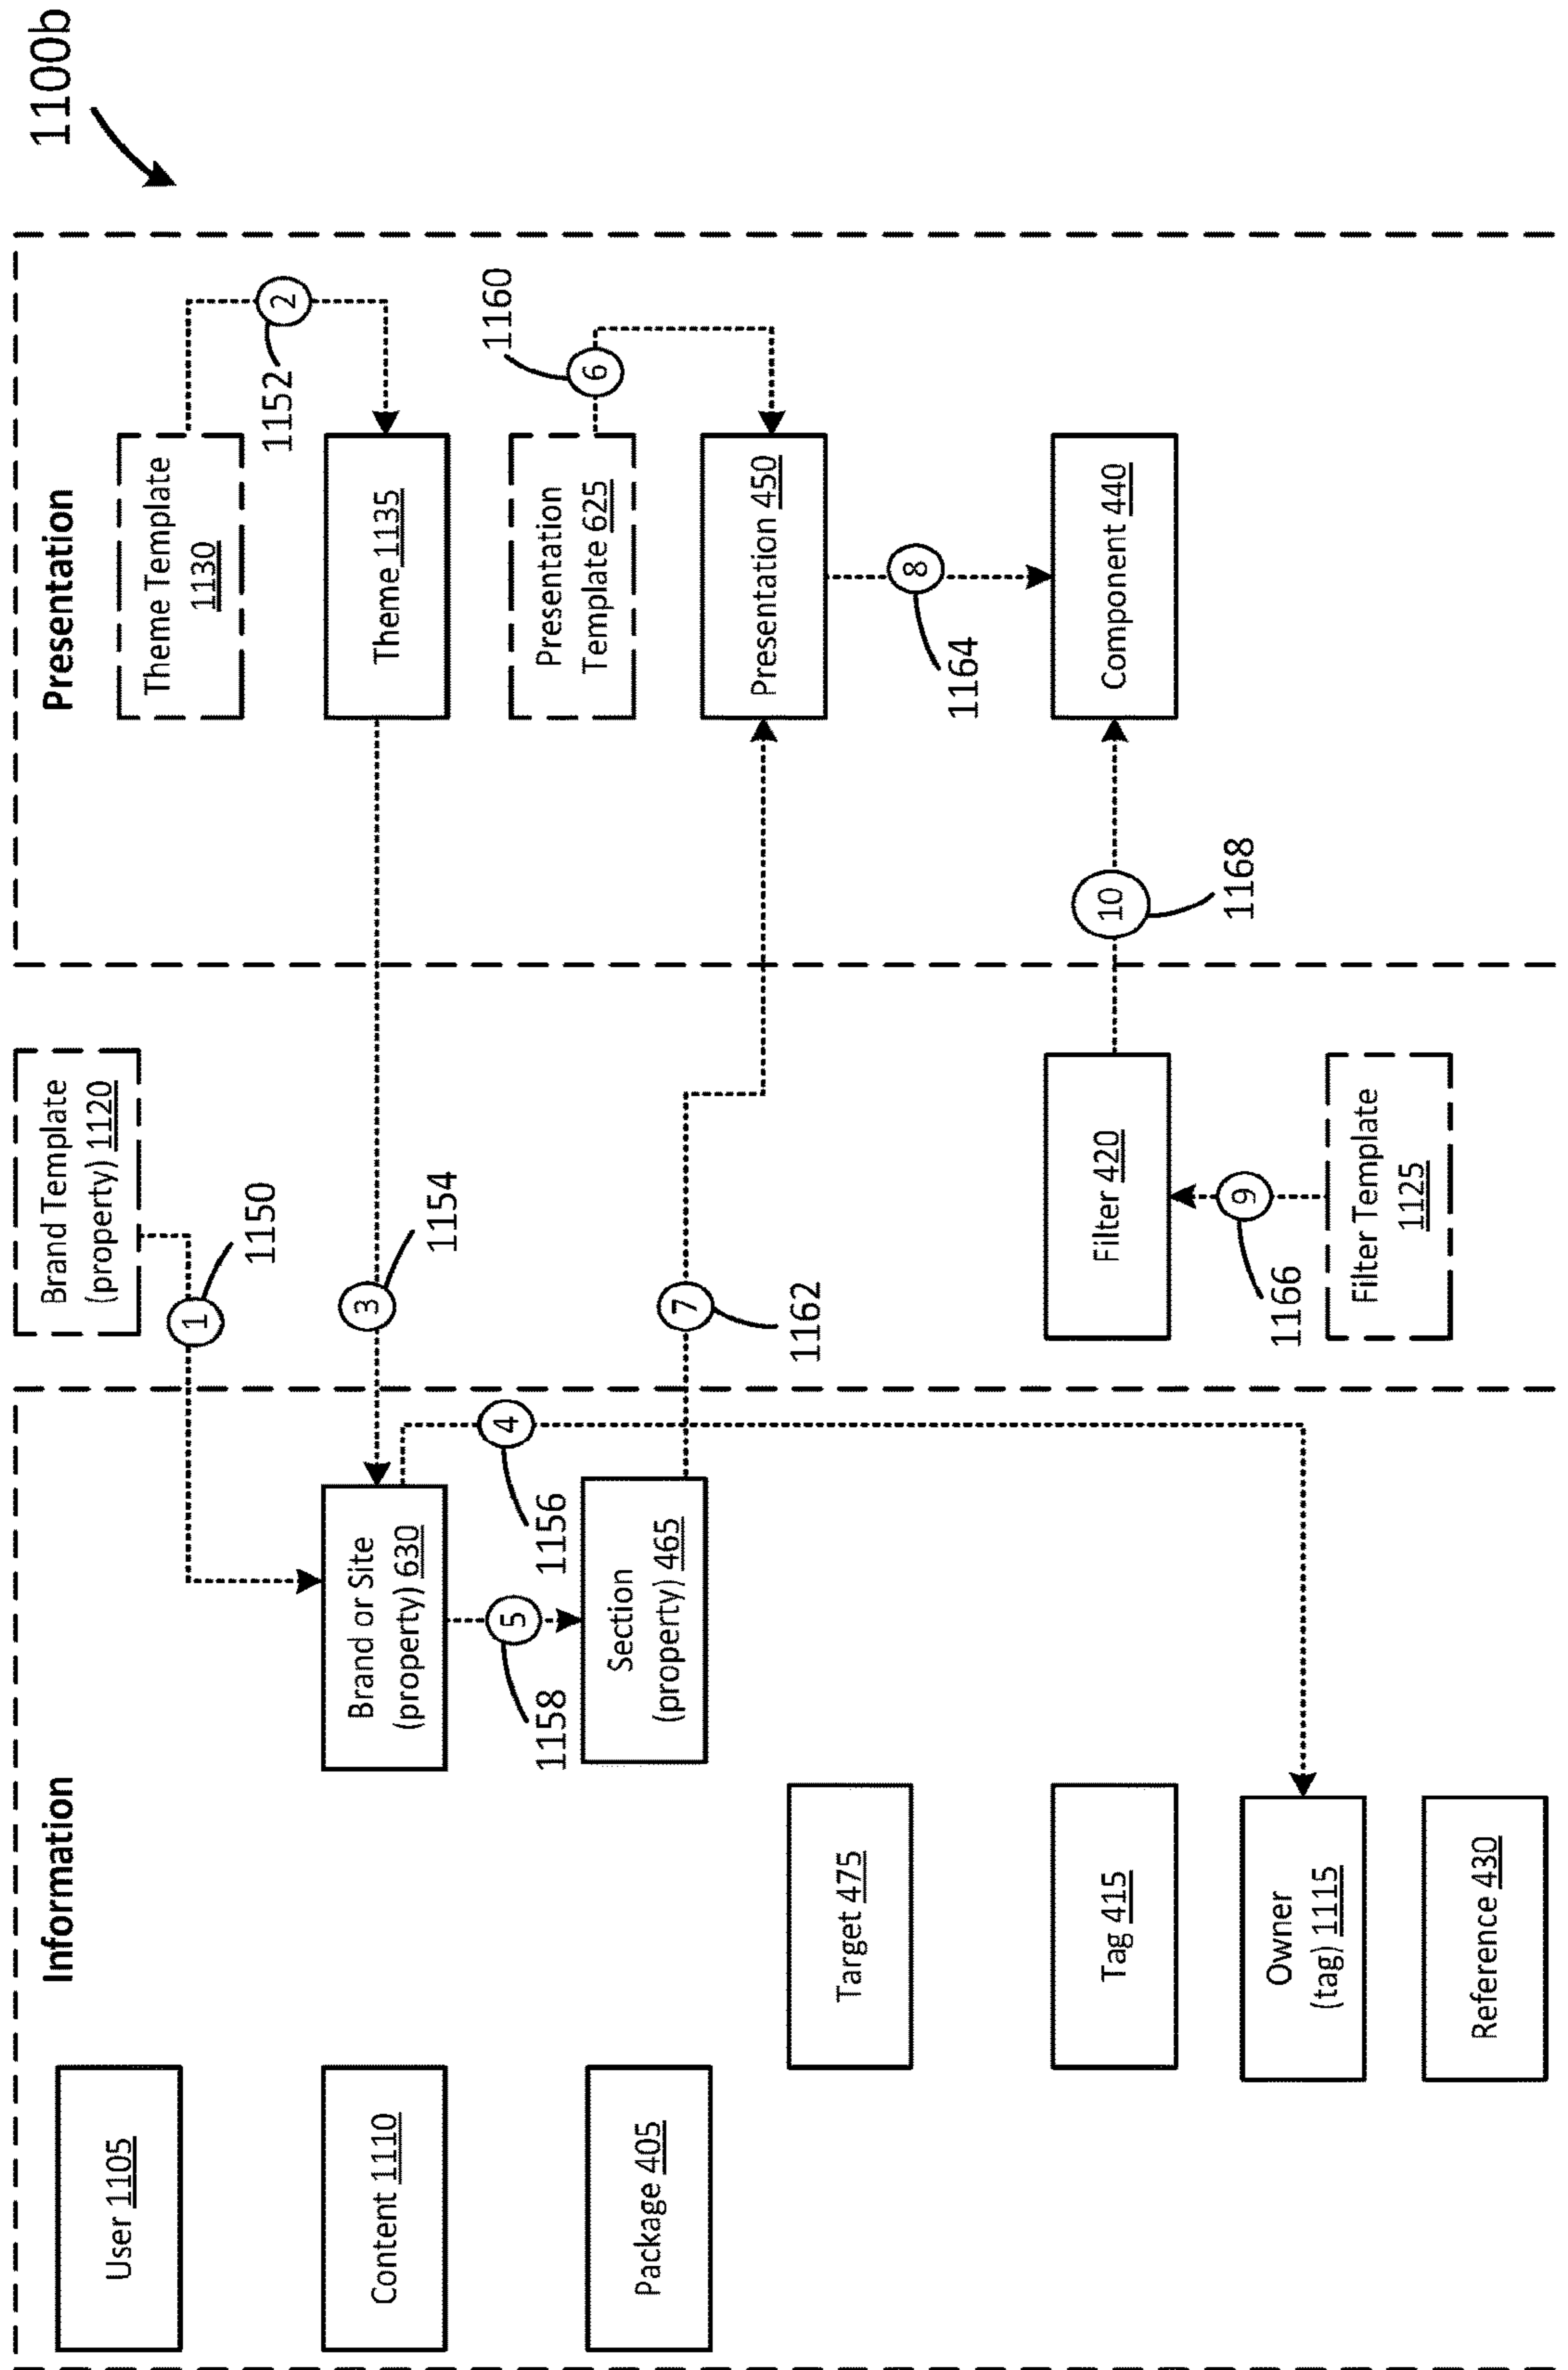 1100b
Information
Presentation
User 1105
Content 1110
Package 405
Brand or Site
(property) 630
Section
(property) 465
Target 475
Tag 415
Owner
(tag) 1115
Reference 430
Brand Template
(property) 1120
1
1150
3
1154
4
1156
5
1158
7
1162
Filter 420
9
1166
Filter Template
1125
Theme Template
1130
2
1152
Theme 1135
Presentation
Template 625
6
1160
Presentation 450
8
1164
Component 440
10
1168